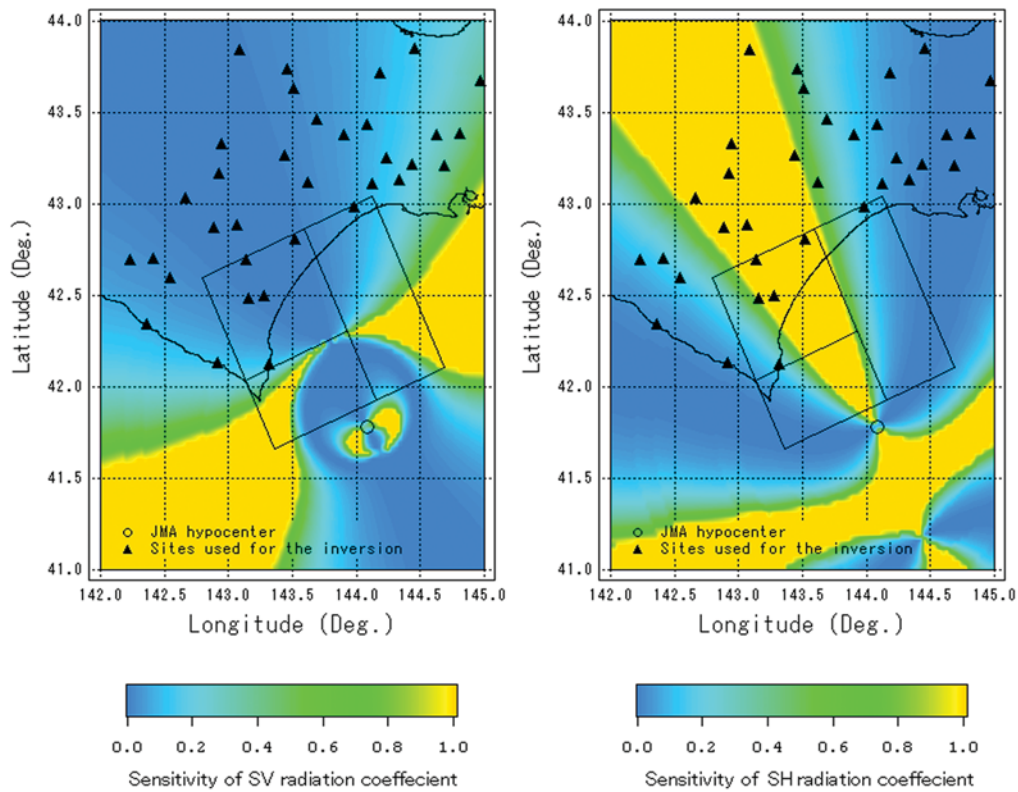 44.0
43.5
43.0
42.5
42.0
41.5
41.0
Latitude (Deg.)
JMA hypocenter
Sites used for the inversion
142.0 142.5 143.0 143.5 144.0 144.5 145.0
Longitude (Deg.)
0.0 0.2 0.4 0.6 0.8 1.0
Sensitivity of SV radiation coeffecient
44.0
43.5
43.0
42.5
42.0
41.5
41.0
Latitude (Deg.)
JMA hypocenter
Sites used for the inversion
142.0 142.5 143.0 143.5 144.0 144.5 145.0
Longitude (Deg.)
0.0 0.2 0.4 0.6 0.8 1.0
Sensitivity of SH radiation coeffecient